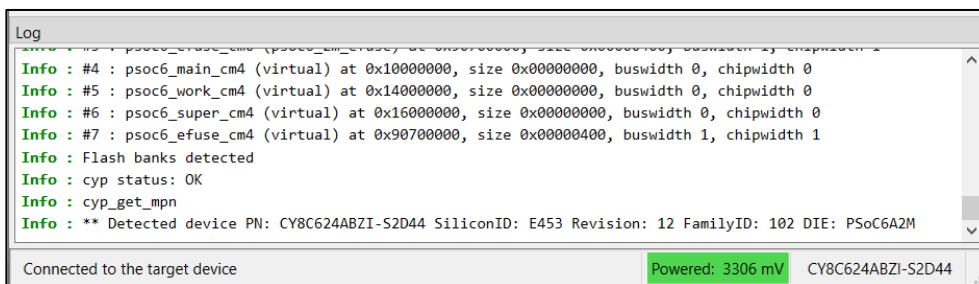 Log
Info : #4 : psoc6_main_cm4 (virtual) at 0x10000000, size 0x00000000, buswidth 0, chipwidth 0
Info : #5 : psoc6_work_cm4 (virtual) at 0x14000000, size 0x00000000, buswidth 0, chipwidth 0
Info : #6 : psoc6_super_cm4 (virtual) at 0x16000000, size 0x00000000, buswidth 0, chipwidth 0
Info : #7 : psoc6_efuse_cm4 (virtual) at 0x90700000, size 0x00000400, buswidth 1, chipwidth 1
Info : Flash banks detected
Info : cyp status: OK
Info : cyp_get_mpn
Info : ** Detected device PN: CY8C624ABZI-S2D44 SiliconID: E453 Revision: 12 FamilyID: 102 DIE: PSoC6A2M
Connected to the target device Powered: 3306 mV CY8C624ABZI-S2D44